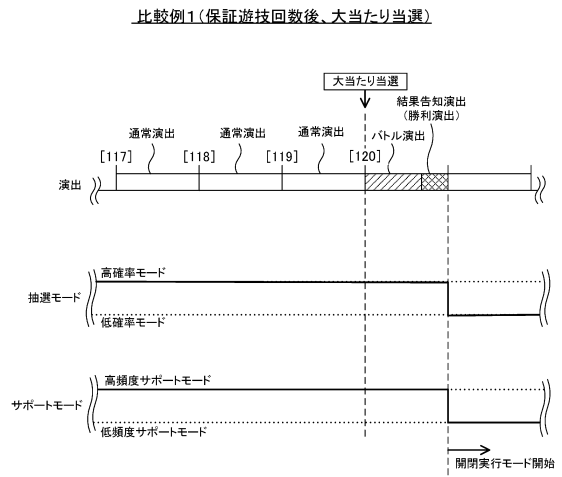 比較例１（保証遊技回数後、大当たり当選）
大当たり当選
結果告知演出
（勝利演出）
通常演出
通常演出
通常演出
バトル演出
[117]
[118]
[119]
[120]
演出
高確率モード
抽選モード
低確率モード
高頻度サポートモード
サポートモード
低頻度サポートモード
開閉実行モード開始